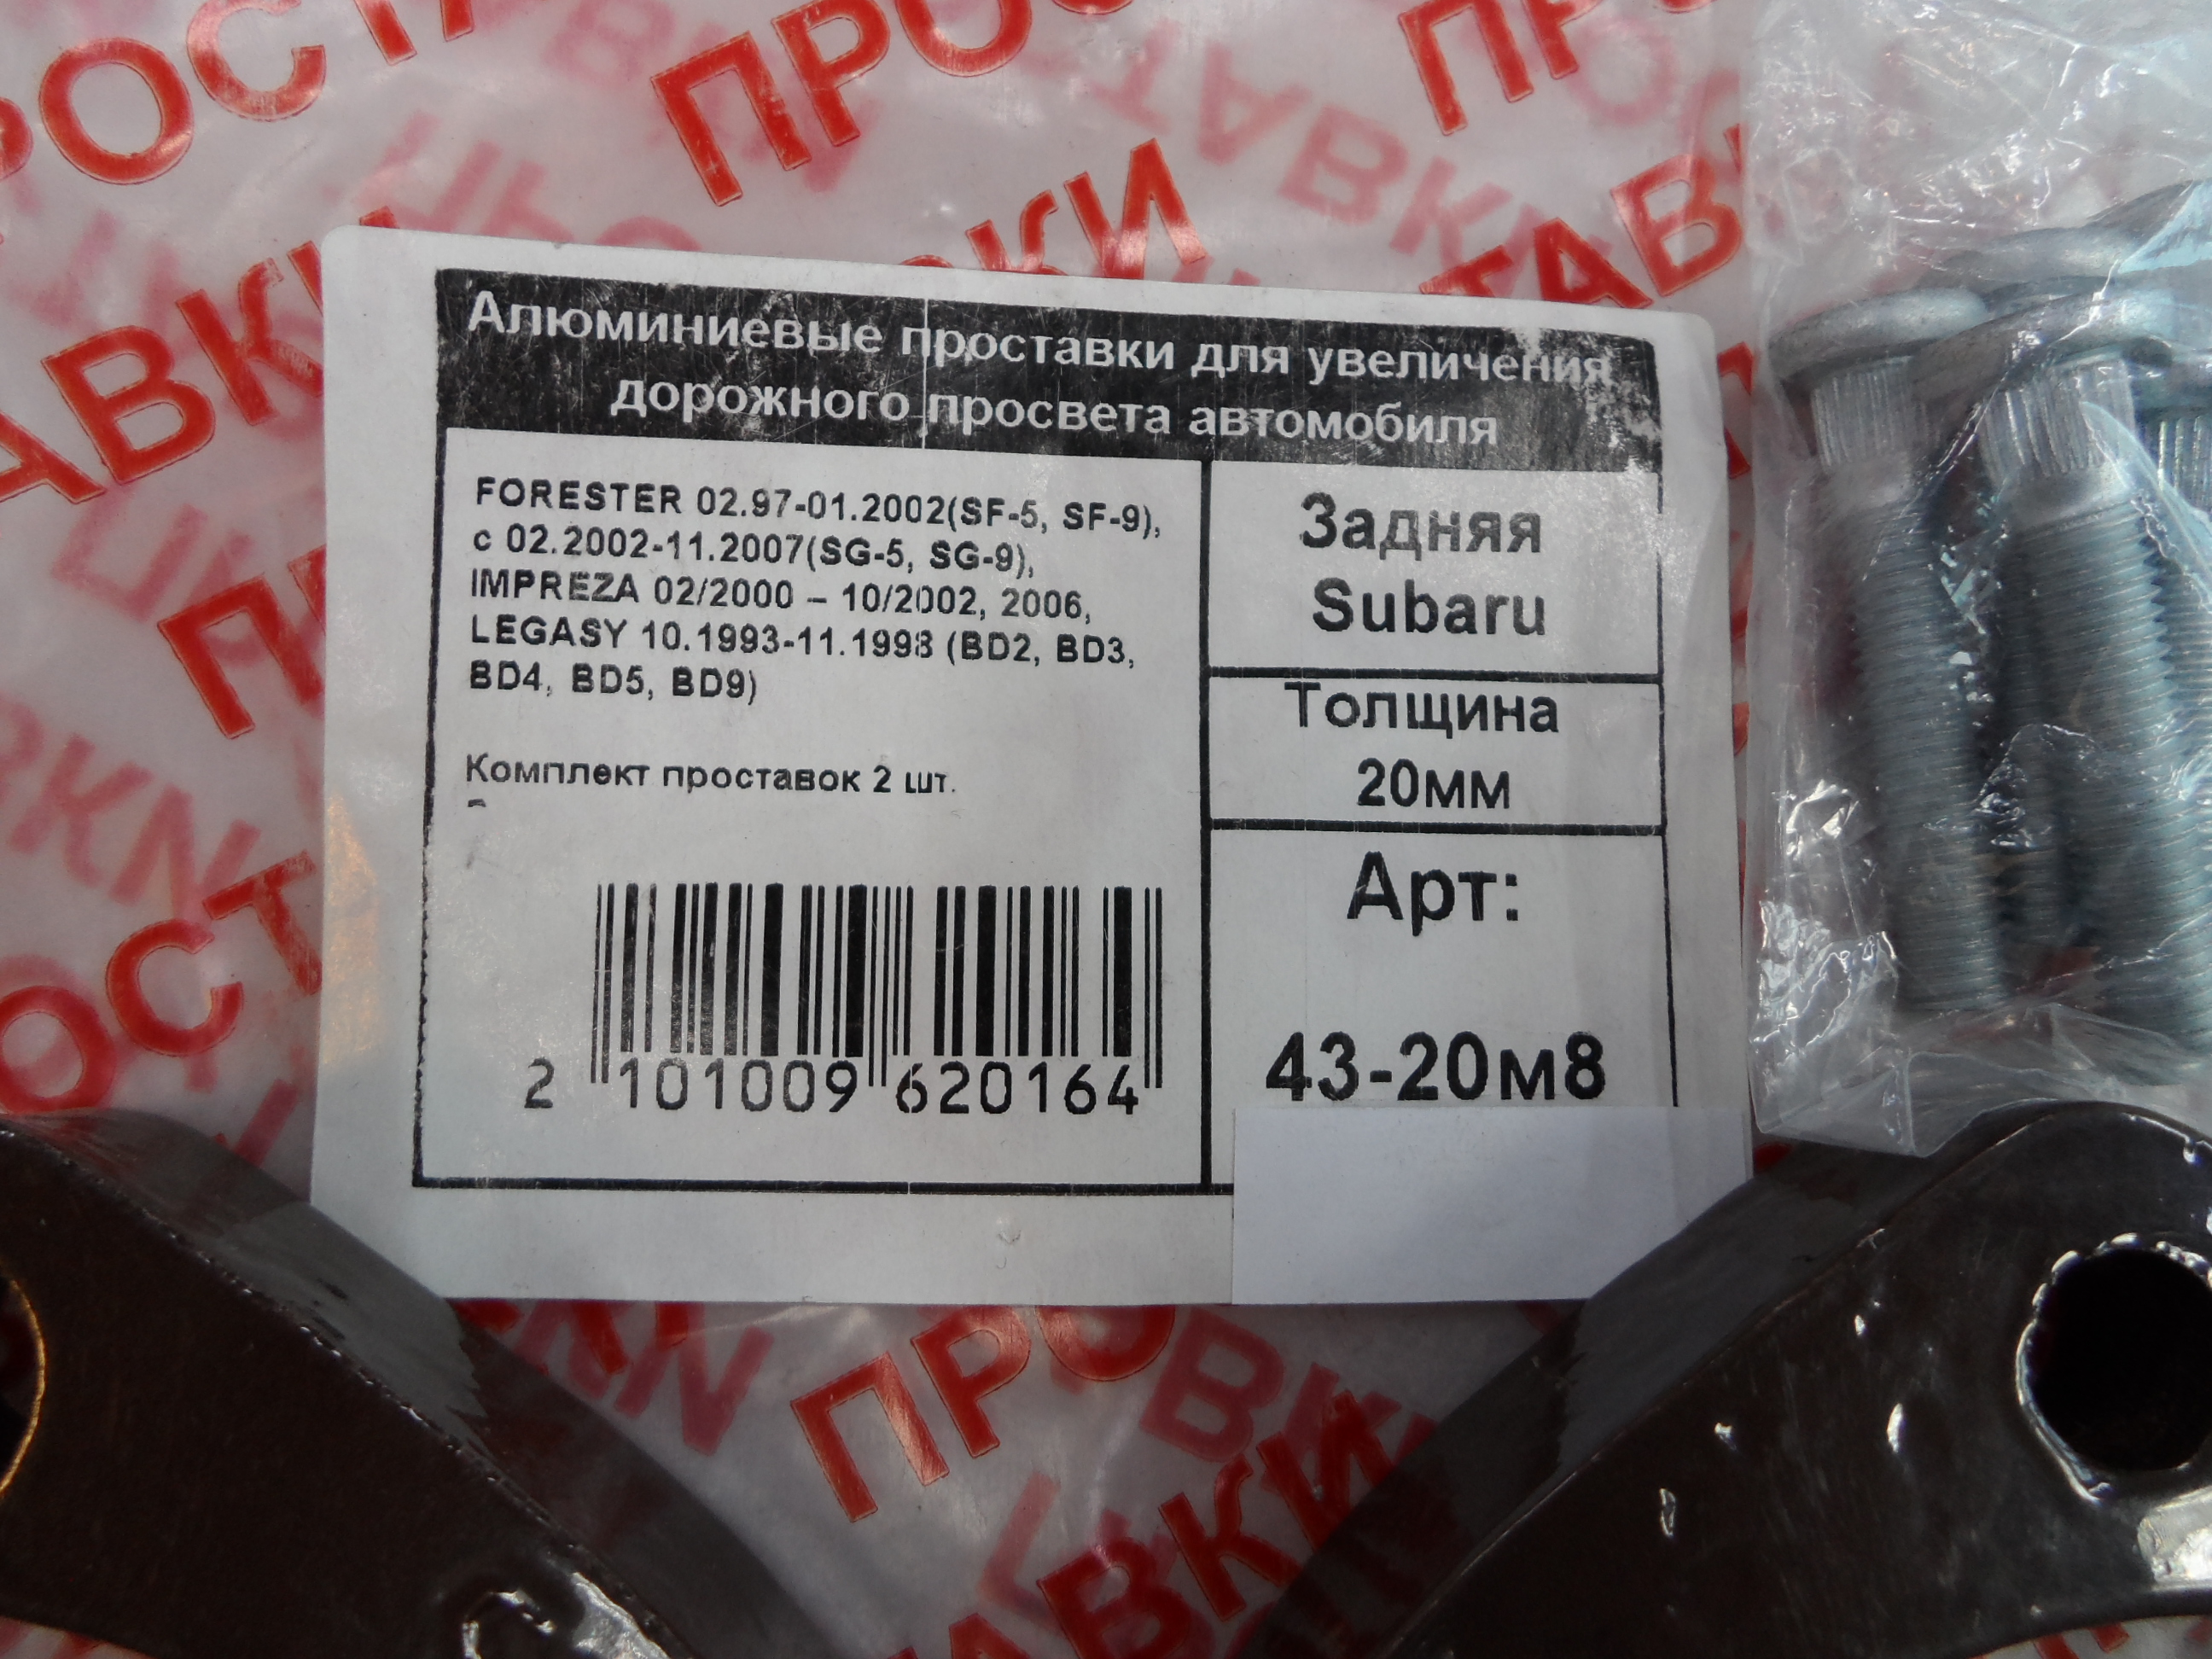 Алюминиевые проставки для увеличения
дорожного просвета автомобиля
FORESTER 02.97-01.2002(SF-5, SF-9),
с 02.2002-11.2007(SG-5, SG-9),
IMPREZA 02/2000 – 10/2002, 2006,
LEGASY 10.1993-11.1998 (BD2, BD3,
BD4, BD5, BD9)
Комплект проставок 2 шт.
2 101009 620164
Задняя
Subaru
Толщина
20мм
Арт:
43-20м8